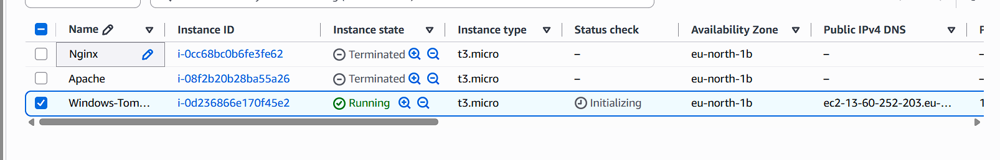 Name Instance ID Instance state Instance type Status check Availability Zone Public IPv4 DNS
Nginx i-0cc68bc0b6fe3fe62 Terminated t3.micro – eu-north-1b – –
Apache i-08f2b20b28ba55a26 Terminated t3.micro – eu-north-1b – –
Windows-Tom... i-0d236866e170f45e2 Running t3.micro Initializing eu-north-1b ec2-13-60-252-203.eu-...